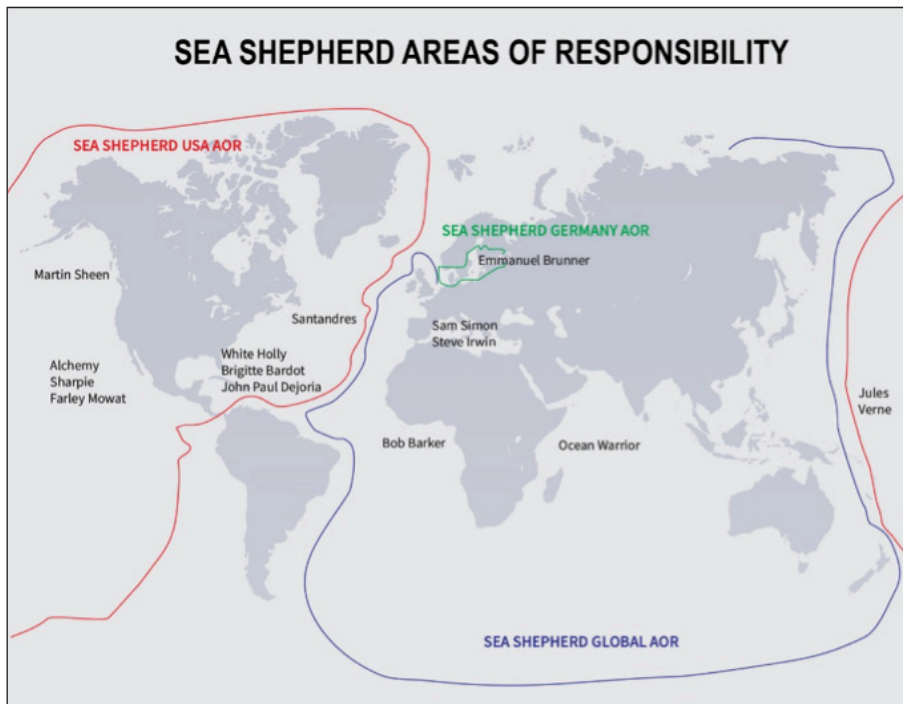 SEA SHEPHERD AREAS OF RESPONSIBILITY
SEA SHEPHERD USA AOR
SEA SHEPHERD GERMANY AOR
Emmanuel Brunner
Martin Sheen
Santandres
Sam Simon
Steve Irwin
White Holly
Brigitte Bardot
John Paul Dejoria
Alchemy
Sharpie
Farley Mowat
Jules
Verne
Bob Barker
Ocean Warrior
SEA SHEPHERD GLOBAL AOR